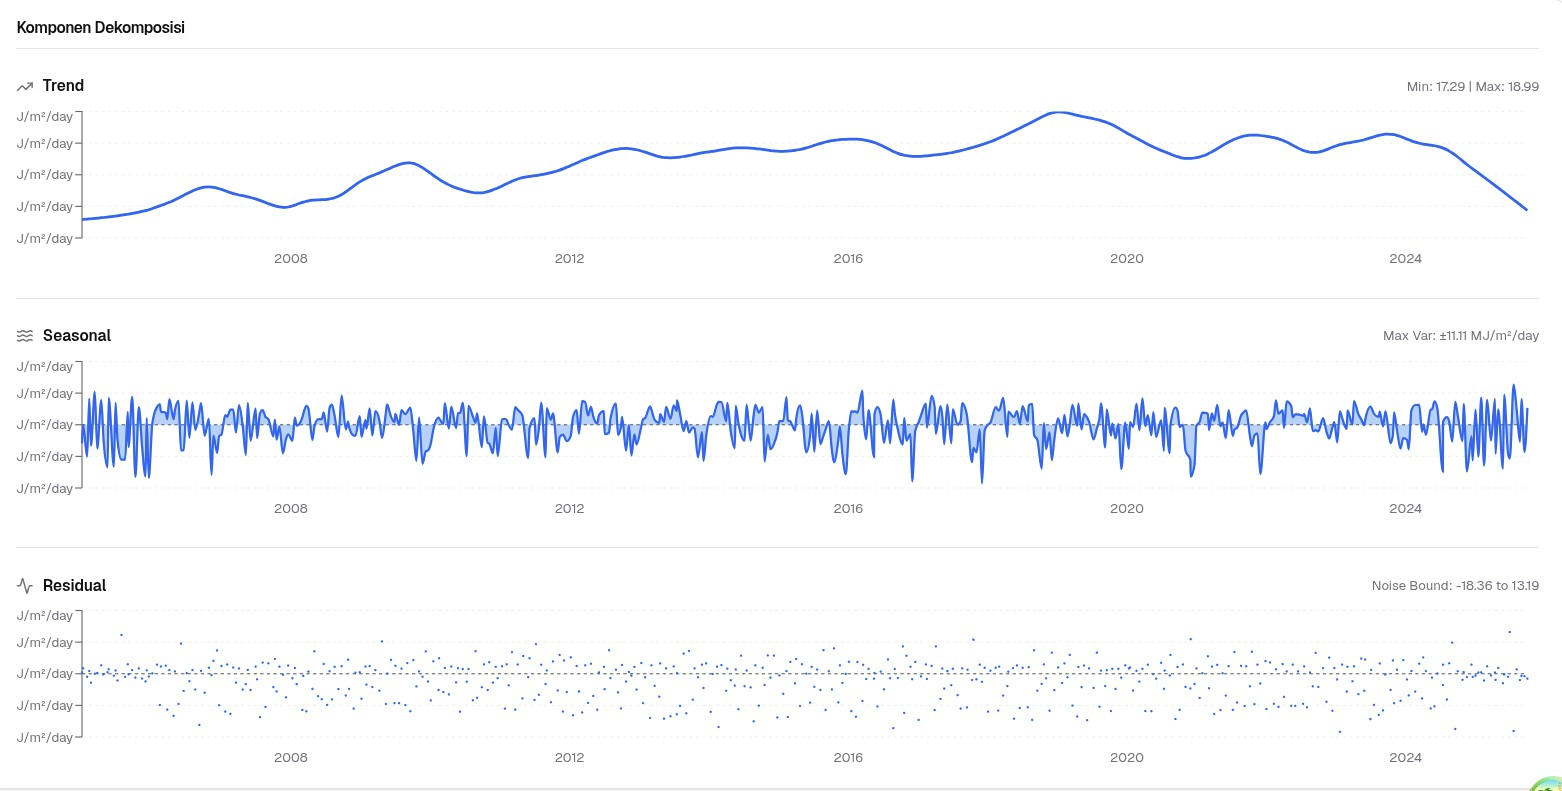 Komponen Dekomposisi
Trend
Min: 17.29 | Max: 18.99
J/m²/day
J/m²/day
J/m²/day
J/m²/day
J/m²/day
2008 2012 2016 2020 2024
Seasonal
Max Var: ±11.11 MJ/m²/day
J/m²/day
J/m²/day
J/m²/day
J/m²/day
J/m²/day
2008 2012 2016 2020 2024
Residual
Noise Bound: -18.36 to 13.19
J/m²/day
J/m²/day
J/m²/day
J/m²/day
J/m²/day
2008 2012 2016 2020 2024